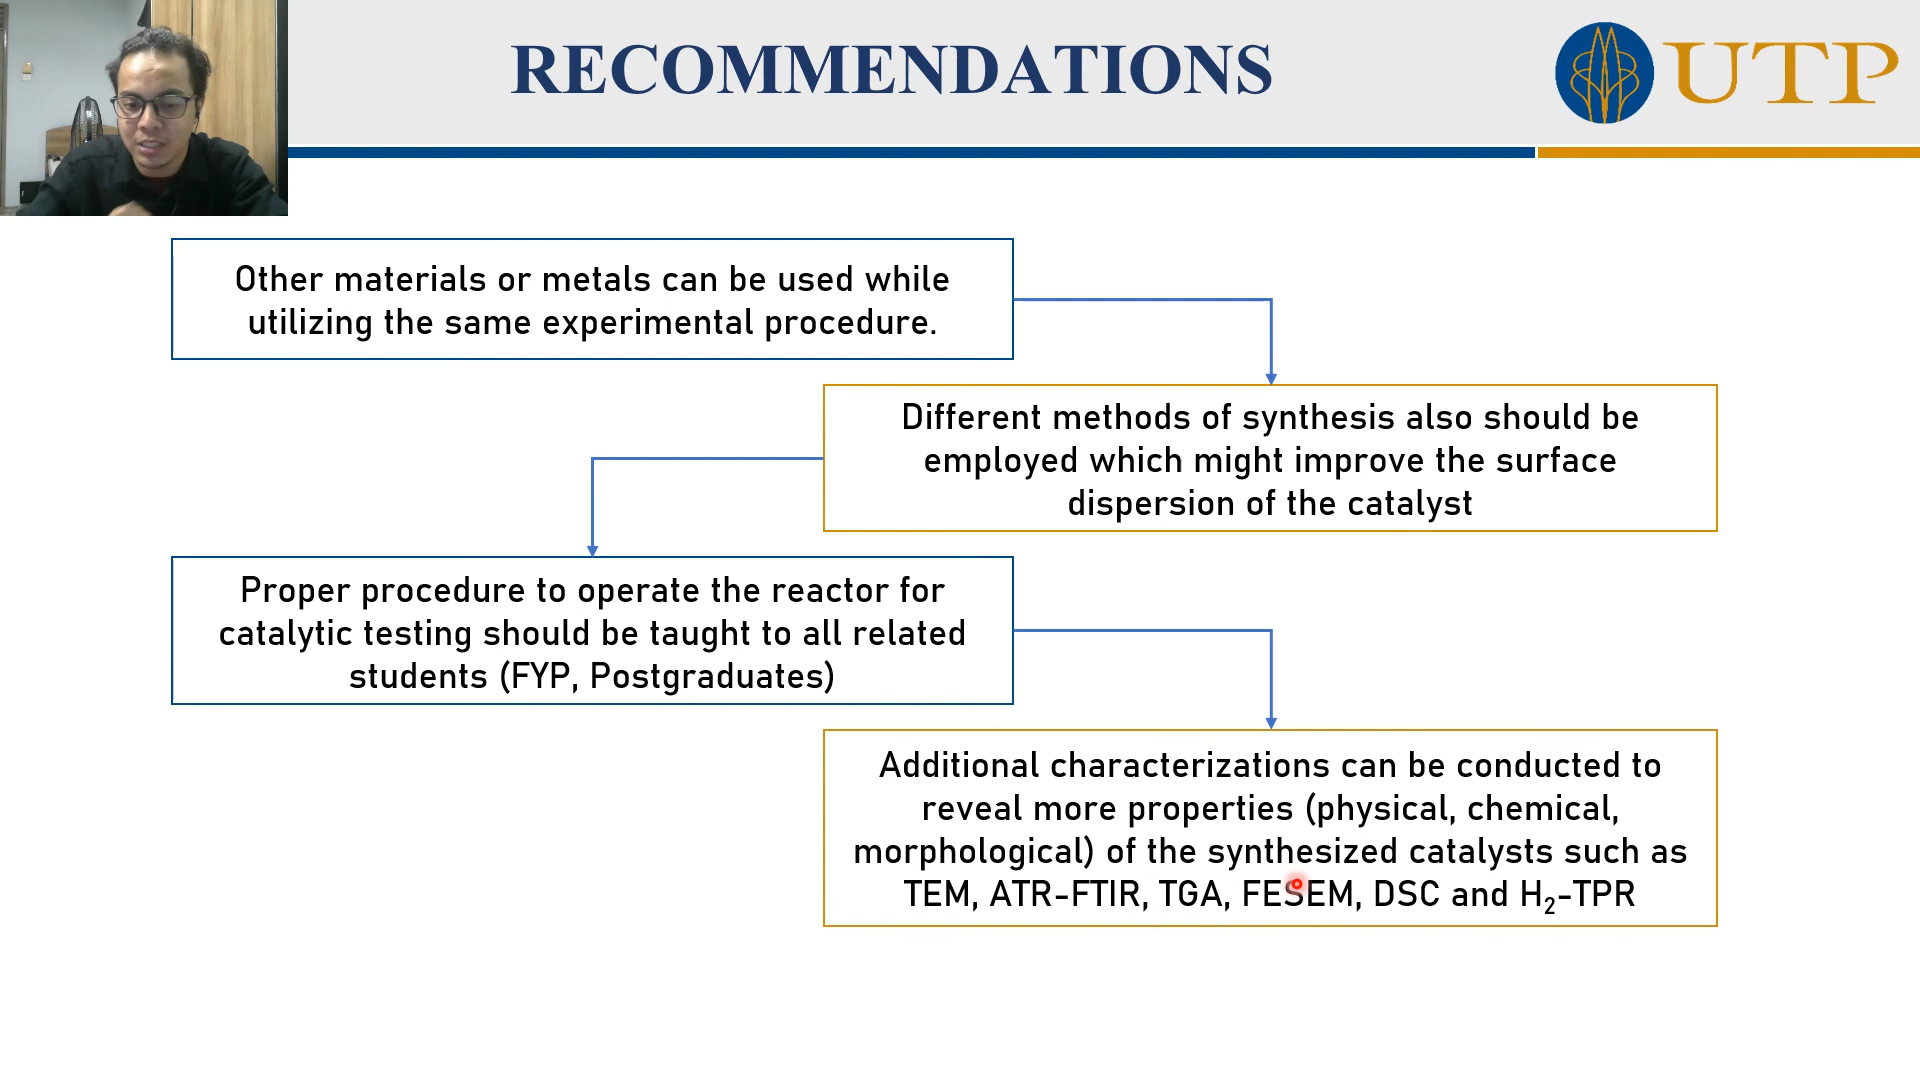 RECOMMENDATIONS
UTP
Other materials or metals can be used while
utilizing the same experimental procedure.
Different methods of synthesis also should be
employed which might improve the surface
dispersion of the catalyst
Proper procedure to operate the reactor for
catalytic testing should be taught to all related
students (FYP, Postgraduates)
Additional characterizations can be conducted to
reveal more properties (physical, chemical,
morphological) of the synthesized catalysts such as
TEM, ATR-FTIR, TGA, FESEM, DSC and H₂-TPR